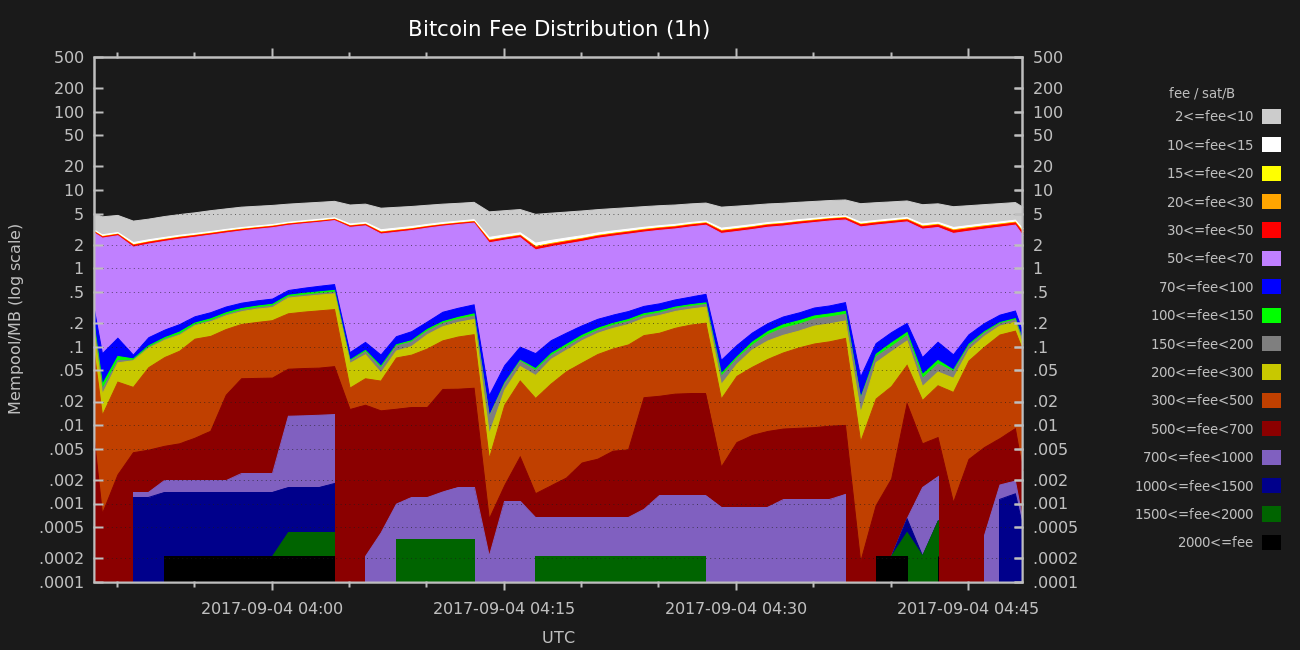 Bitcoin Fee Distribution (1h)
Mempool/MB (log scale)
500
200
100
50
20
10
5
2
1
.5
.2
.1
.05
.02
.01
.005
.002
.001
.0005
.0002
.0001
500
200
100
50
20
10
5
2
1
.5
.2
.1
.05
.02
.01
.005
.002
.001
.0005
.0002
.0001
2017-09-04 04:00 2017-09-04 04:15 2017-09-04 04:30 2017-09-04 04:45
UTC
fee / sat/B
2<=fee<10
10<=fee<15
15<=fee<20
20<=fee<30
30<=fee<50
50<=fee<70
70<=fee<100
100<=fee<150
150<=fee<200
200<=fee<300
300<=fee<500
500<=fee<700
700<=fee<1000
1000<=fee<1500
1500<=fee<2000
2000<=fee